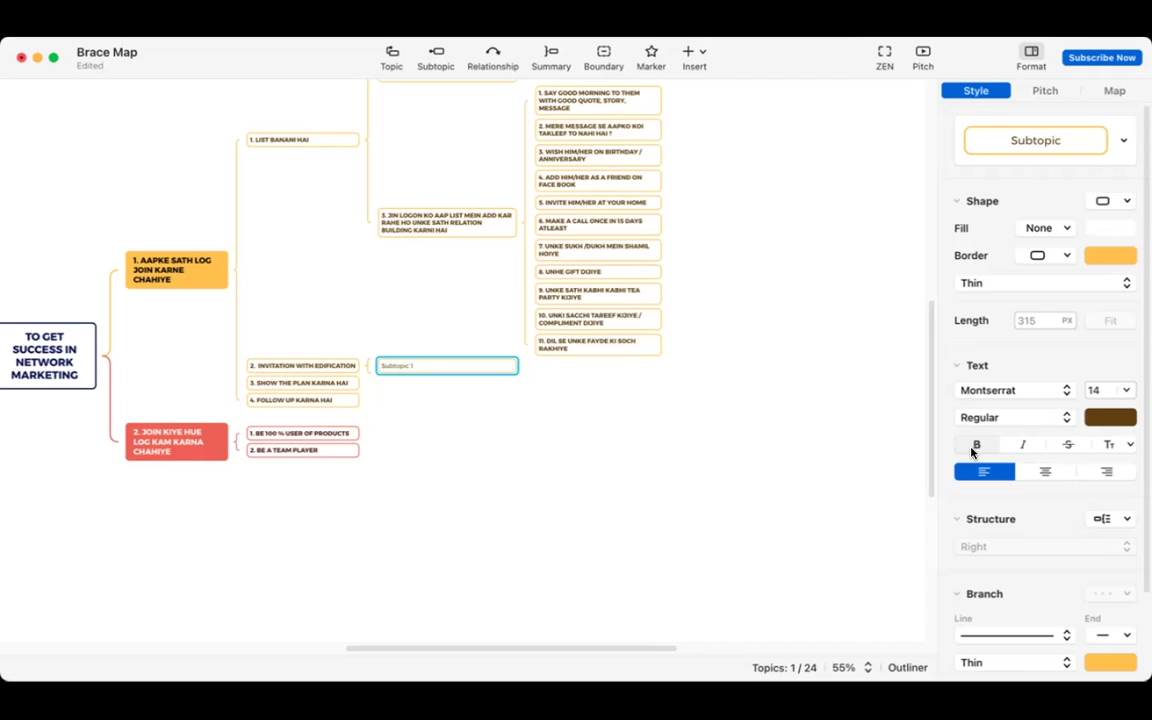 Brace Map
Edited
Topic
Subtopic
Relationship
Summary
Boundary
Marker
Insert
ZEN
Pitch
Format
Subscribe Now
Style
Pitch
Map
Subtopic
Shape
Fill
None
Border
Thin
Length
315
PX
Fit
Text
Montserrat
14
Regular
B
I
S
Tт
Structure
Right
Branch
Line
End
Thin
TO GET
SUCCESS IN
NETWORK
MARKETING
1. AAPKE SATH LOG
JOIN KARNE
CHAHIYE
1. LIST BANANI HAI
3. JIN LOGON KO AAP LIST MEIN ADD KAR
RAHE HO UNKE SATH RELATION
BUILDING KARNI HAI
1. SAY GOOD MORNING TO THEM
WITH GOOD QUOTE, STORY,
MESSAGE
2. MERE MESSAGE SE AAPKO KOI
TAKLEEF TO NAHI HAI ?
3. WISH HIM/HER ON BIRTHDAY /
ANNIVERSARY
4. ADD HIM/HER AS A FRIEND ON
FACE BOOK
5. INVITE HIM/HER AT YOUR HOME
6. MAKE A CALL ONCE IN 15 DAYS
ATLEAST
7. UNKE SUKH /DUKH MEIN SHAMIL
HOIYE
8. UNHE GIFT DIJIYE
9. UNKE SATH KABHI KABHI TEA
PARTY KIJIYE
10. UNKI SACCHI TAREEF KIJIYE /
COMPLIMENT DIJIYE
11. DIL SE UNKE FAYDE KI SOCH
RAKHIYE
2. INVITATION WITH EDIFICATION
Subtopic 1
3. SHOW THE PLAN KARNA HAI
4. FOLLOW UP KARNA HAI
2. JOIN KIYE HUE
LOG KAM KARNA
CHAHIYE
1. BE 100 % USER OF PRODUCTS
2. BE A TEAM PLAYER
Topics: 1 / 24
55%
Outliner